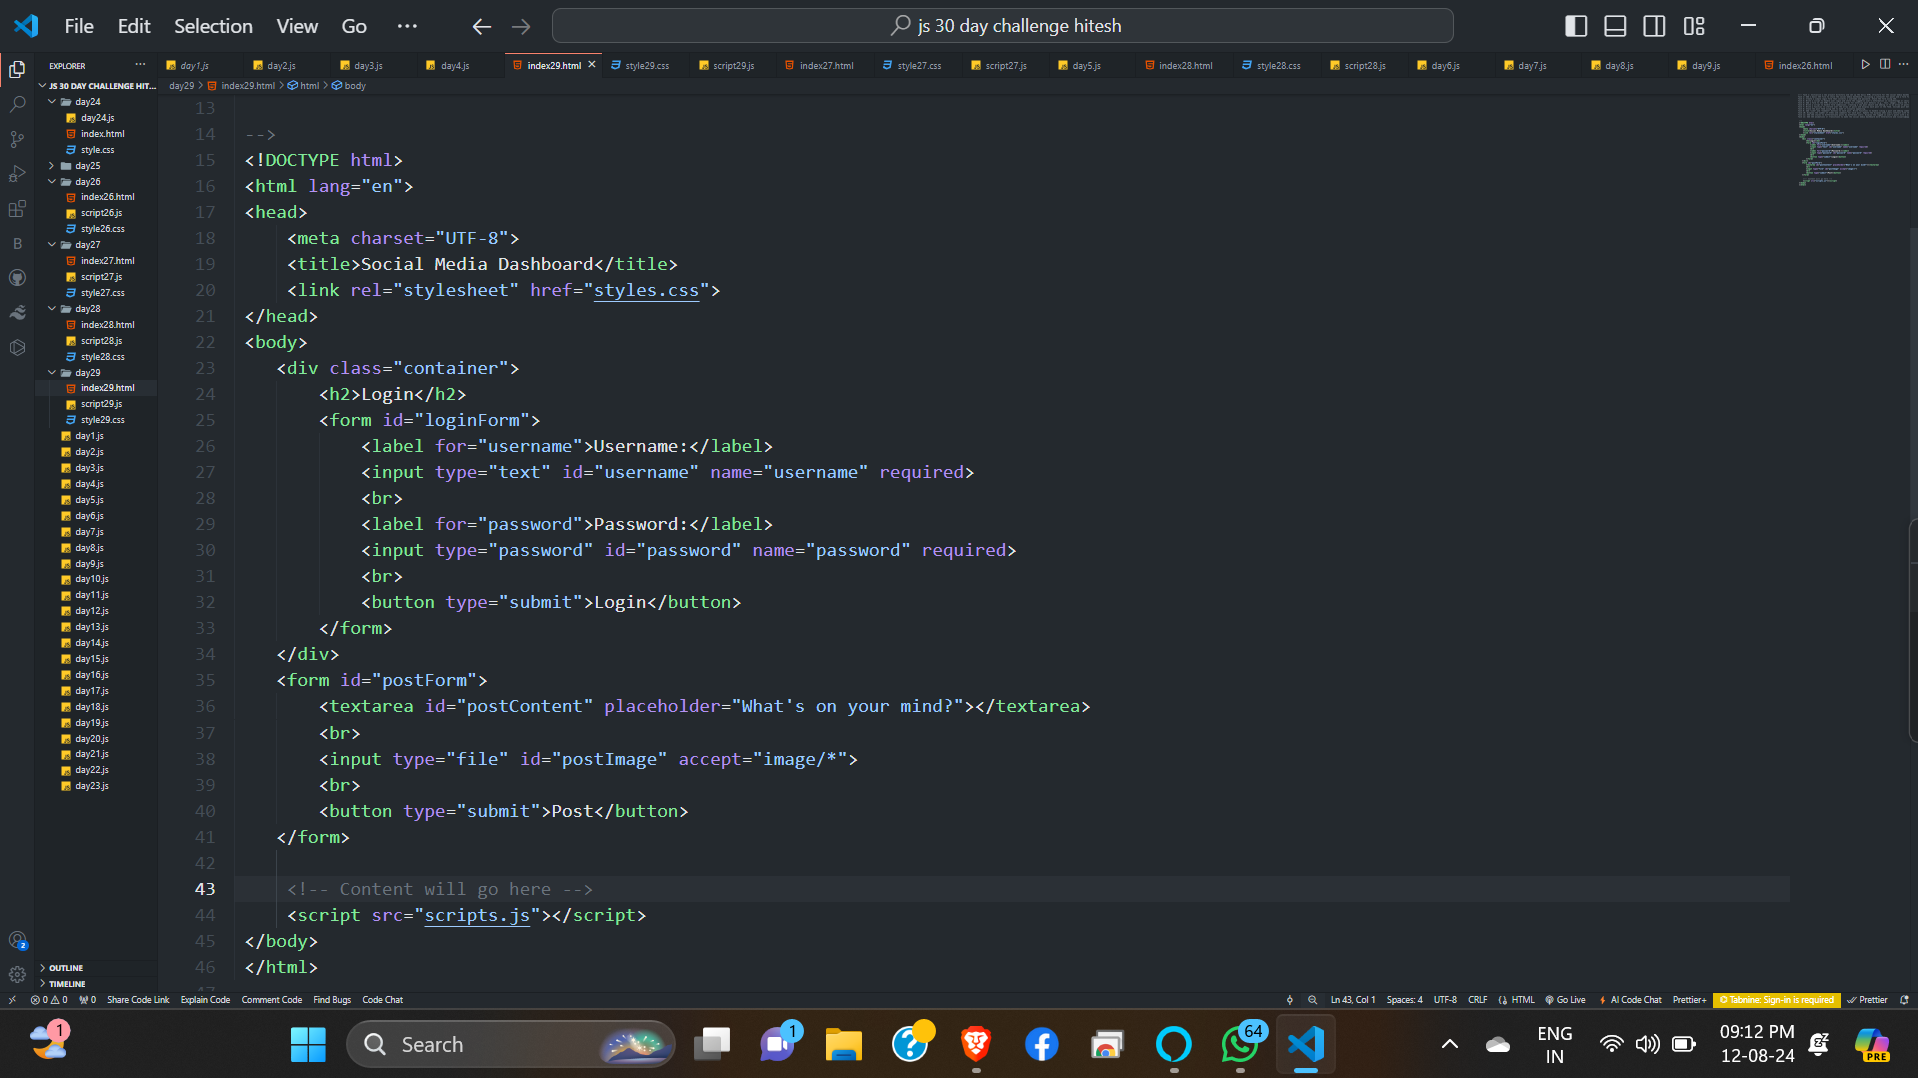 File Edit Selection View Go ···
js 30 day challenge hitesh
EXPLORER ···
day1.js day2.js day3.js day4.js index29.html style29.css script29.js index27.html style27.css script27.js day5.js index28.html style28.css script28.js day6.js day7.js day8.js day9.js index26.html
JS 30 DAY CHALLENGE HIT...
day29 > index29.html > html > body
day24
day24.js
index.html
style.css
day25
day26
index26.html
script26.js
style26.css
day27
index27.html
script27.js
style27.css
day28
index28.html
script28.js
style28.css
day29
index29.html
script29.js
style29.css
day1.js
day2.js
day3.js
day4.js
day5.js
day6.js
day7.js
day8.js
day9.js
day10.js
day11.js
day12.js
day13.js
day14.js
day15.js
day16.js
day17.js
day18.js
day19.js
day20.js
day21.js
day22.js
day23.js
OUTLINE
TIMELINE
13
14 -->
15 <!DOCTYPE html>
16 <html lang="en">
17 <head>
18 <meta charset="UTF-8">
19 <title>Social Media Dashboard</title>
20 <link rel="stylesheet" href="styles.css">
21 </head>
22 <body>
23 <div class="container">
24 <h2>Login</h2>
25 <form id="loginForm">
26 <label for="username">Username:</label>
27 <input type="text" id="username" name="username" required>
28 <br>
29 <label for="password">Password:</label>
30 <input type="password" id="password" name="password" required>
31 <br>
32 <button type="submit">Login</button>
33 </form>
34 </div>
35 <form id="postForm">
36 <textarea id="postContent" placeholder="What's on your mind?"></textarea>
37 <br>
38 <input type="file" id="postImage" accept="image/*">
39 <br>
40 <button type="submit">Post</button>
41 </form>
42
43 <!-- Content will go here -->
44 <script src="scripts.js"></script>
45 </body>
46 </html>
0 0 0 Share Code Link Explain Code Comment Code Find Bugs Code Chat
Ln 43, Col 1 Spaces: 4 UTF-8 CRLF HTML Go Live AI Code Chat Prettier+ Tabnine: Sign-in is required Prettier
1
Search
1
64
ENG
IN
09:12 PM
12-08-24
PRE